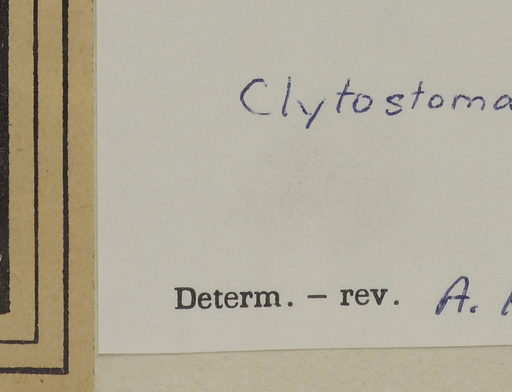 Clytostoma
Determ. – rev. A.